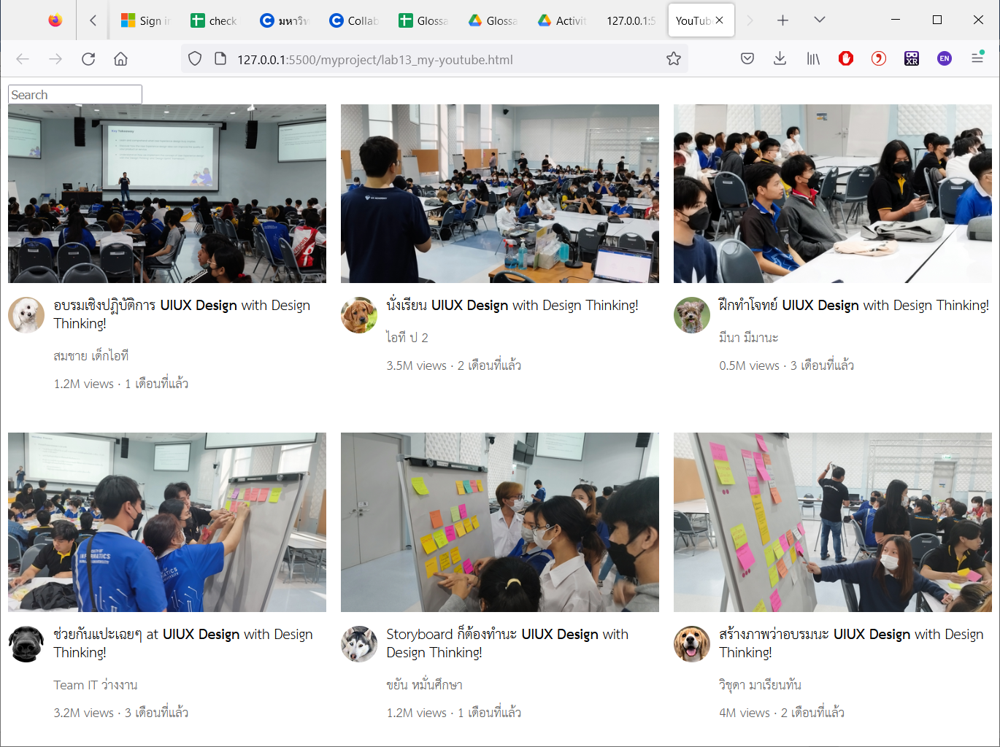 Sign in
check
มหาวิท
Collab
Glossa
Glossa
Activit
127.0.0.1:5
YouTube
127.0.0.1:5500/myproject/lab13_my-youtube.html
EN
XR
Search
Key Takeaway
อบรมเชิงปฏิบัติการ UIUX Design with Design
Thinking!
สมชาย เด็กไอที
1.2M views · 1 เดือนที่แล้ว
นั่งเรียน UIUX Design with Design Thinking!
ไอที ป 2
3.5M views · 2 เดือนที่แล้ว
ฝึกทำโจทย์ UIUX Design with Design Thinking!
มีนา มีมานะ
0.5M views · 3 เดือนที่แล้ว
ช่วยกันแปะเฉยๆ at UIUX Design with Design
Thinking!
Team IT ว่างงาน
3.2M views · 3 เดือนที่แล้ว
Storyboard ก็ต้องทำนะ UIUX Design with
Design Thinking!
ขยัน หมั่นศึกษา
1.2M views · 1 เดือนที่แล้ว
สร้างภาพว่าอบรมนะ UIUX Design with Design
Thinking!
วิชุดา มาเรียนทัน
4M views · 2 เดือนที่แล้ว